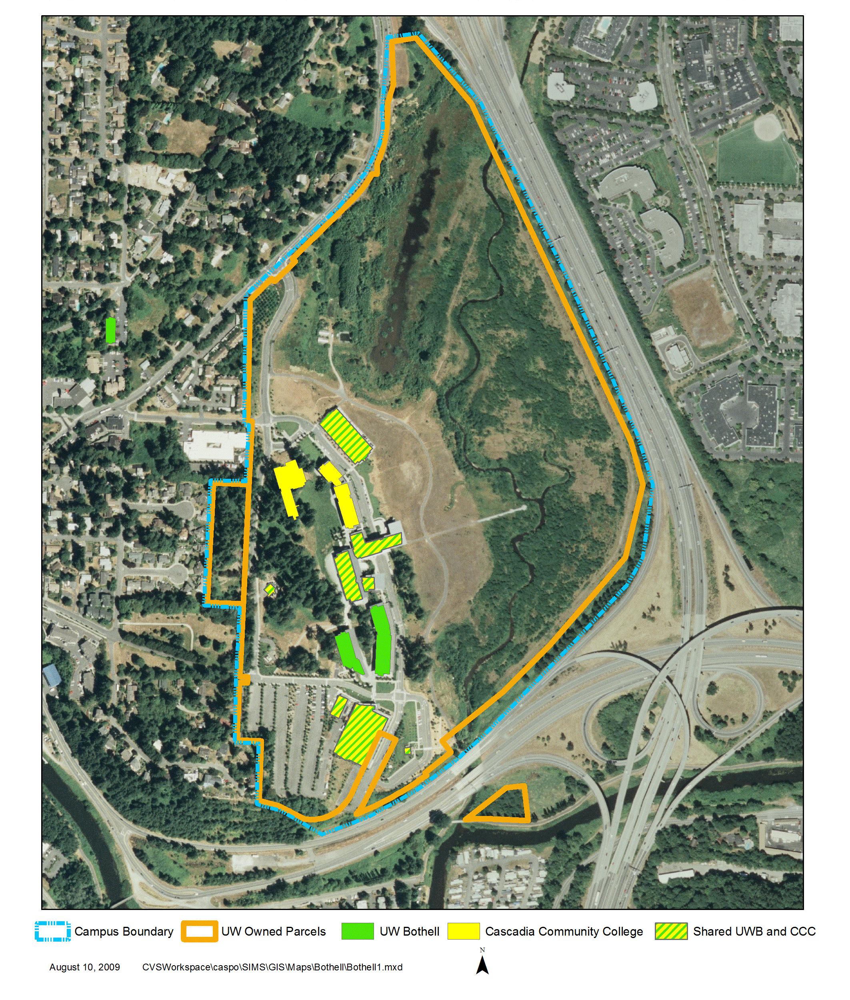 Campus Boundary
UW Owned Parcels
UW Bothell
Cascadia Community College
Shared UWB and CCC
N
August 10, 2009
CVSWorkspace\caspo\SIMS\GIS\Maps\Bothell\Bothell1.mxd